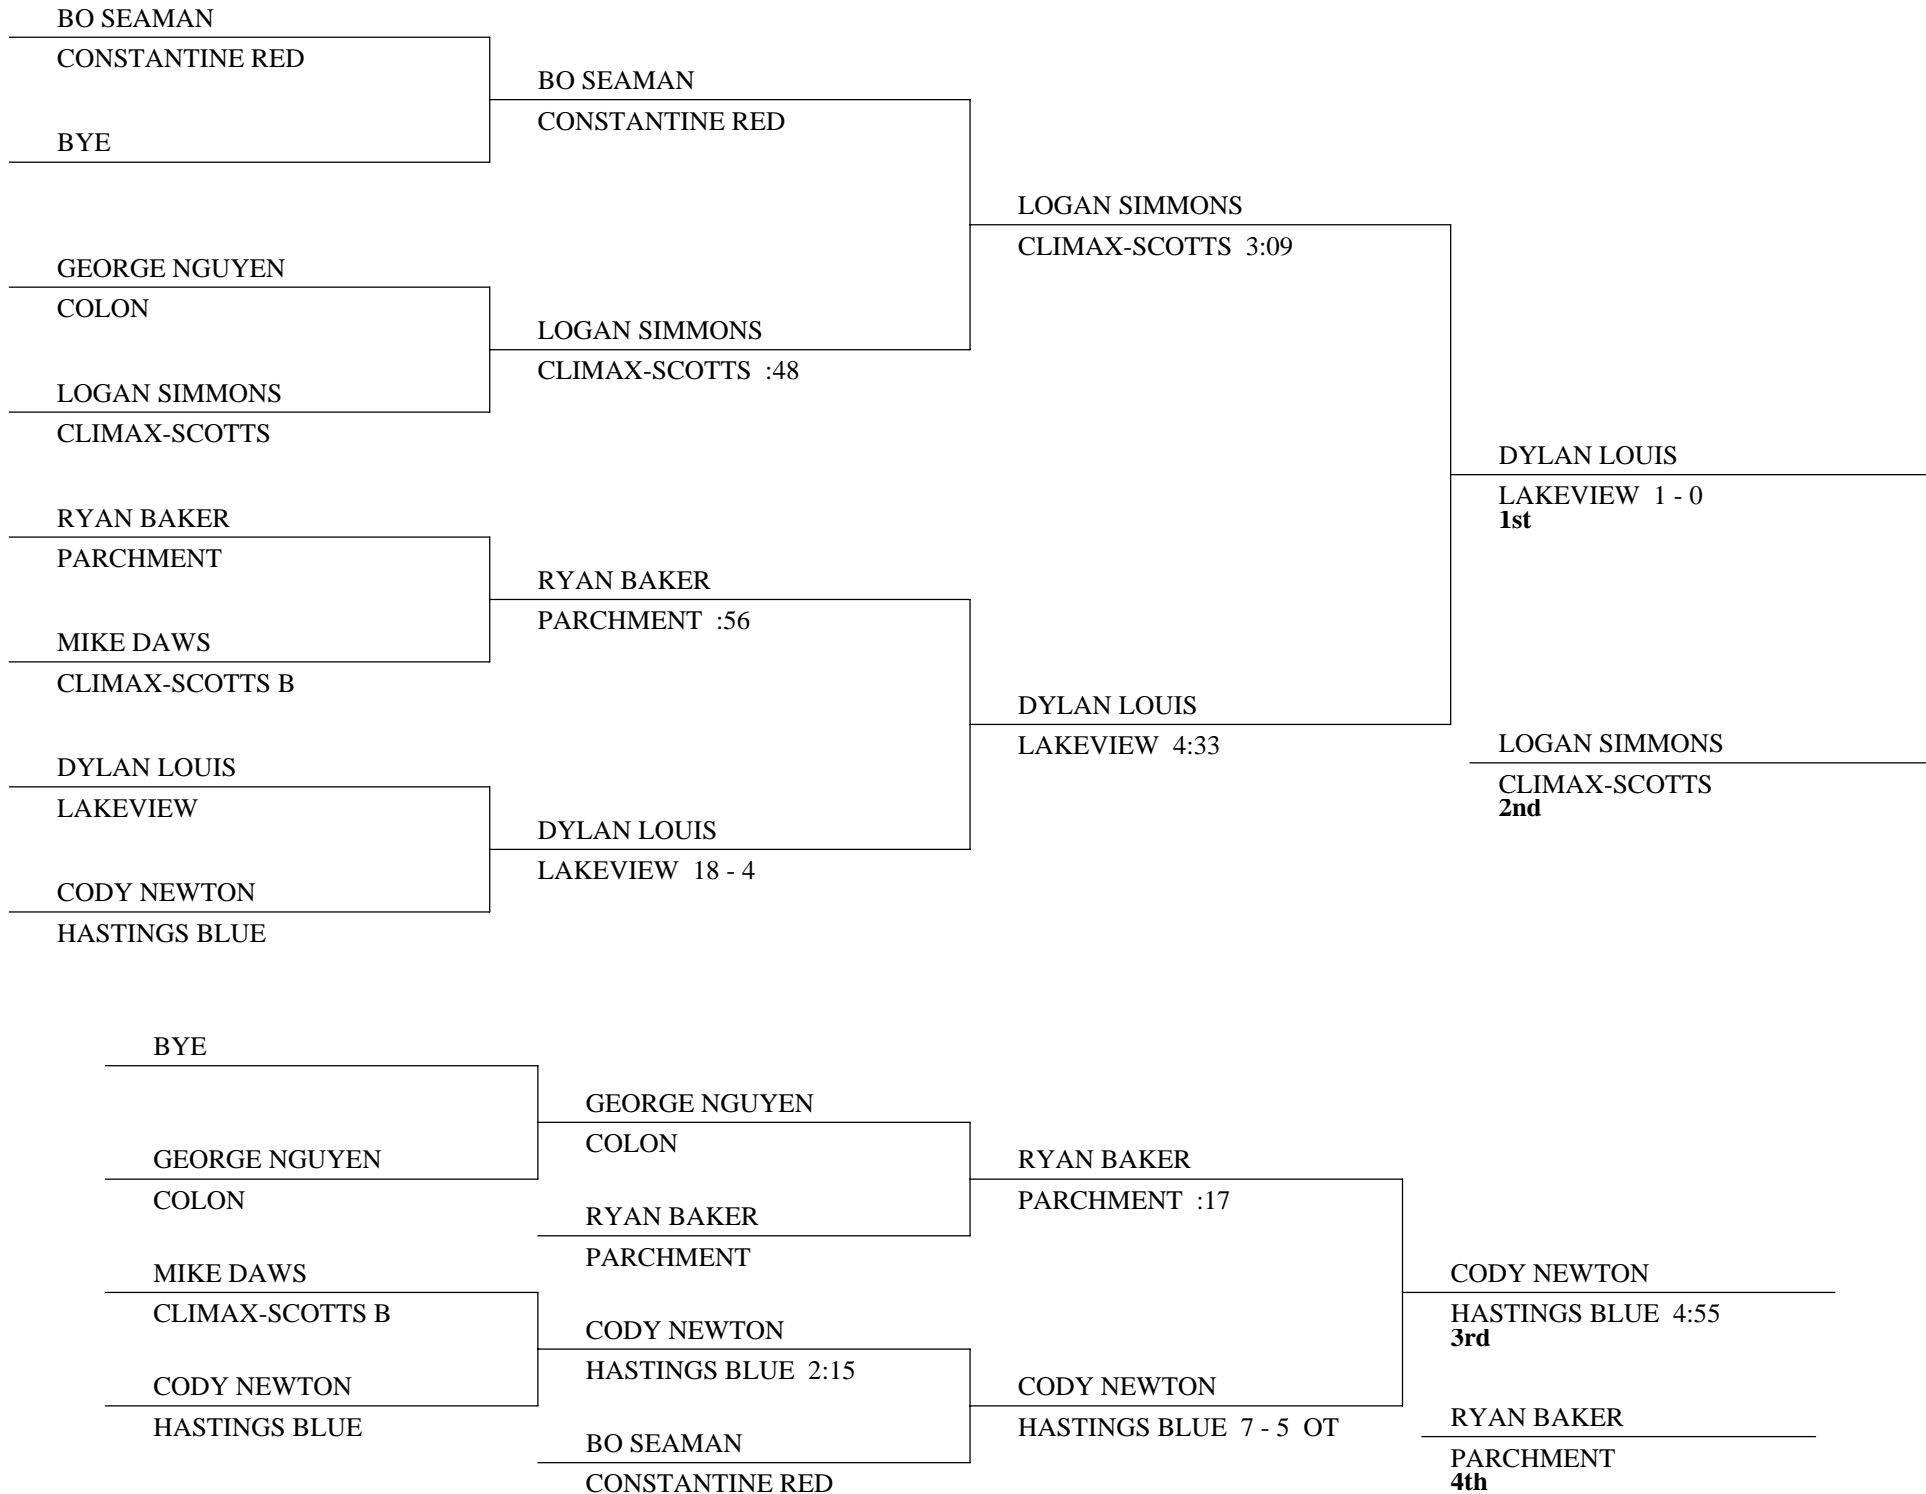 BO SEAMAN
CONSTANTINE RED
BYE
GEORGE NGUYEN
COLON
LOGAN SIMMONS
CLIMAX-SCOTTS
RYAN BAKER
PARCHMENT
MIKE DAWS
CLIMAX-SCOTTS B
DYLAN LOUIS
LAKEVIEW
CODY NEWTON
HASTINGS BLUE
BO SEAMAN
CONSTANTINE RED
LOGAN SIMMONS
CLIMAX-SCOTTS :48
RYAN BAKER
PARCHMENT :56
DYLAN LOUIS
LAKEVIEW 18 - 4
LOGAN SIMMONS
CLIMAX-SCOTTS 3:09
DYLAN LOUIS
LAKEVIEW 4:33
DYLAN LOUIS
LAKEVIEW 1 - 0
1st
LOGAN SIMMONS
CLIMAX-SCOTTS
2nd
BYE
GEORGE NGUYEN
COLON
MIKE DAWS
CLIMAX-SCOTTS B
CODY NEWTON
HASTINGS BLUE
GEORGE NGUYEN
COLON
RYAN BAKER
PARCHMENT
CODY NEWTON
HASTINGS BLUE 2:15
BO SEAMAN
CONSTANTINE RED
RYAN BAKER
PARCHMENT :17
CODY NEWTON
HASTINGS BLUE 7 - 5 OT
CODY NEWTON
HASTINGS BLUE 4:55
3rd
RYAN BAKER
PARCHMENT
4th